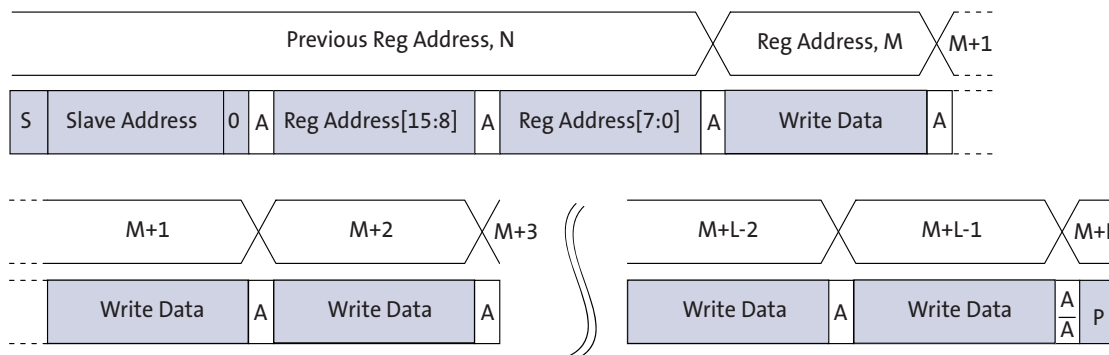 Previous Reg Address, N Reg Address, M M+1
S Slave Address 0 A Reg Address[15:8] A Reg Address[7:0] A Write Data A
M+1 M+2 M+3 M+L-2 M+L-1
Write Data A Write Data A Write Data A Write Data A/A P